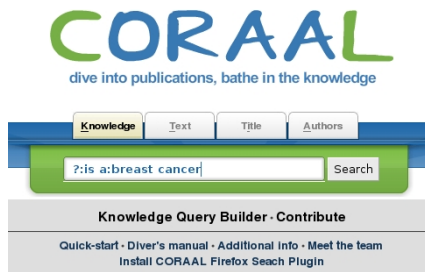 CORAAL
dive into publications, bathe in the knowledge
Knowledge Text Title Authors
?:is a:breast cancer Search
Knowledge Query Builder · Contribute
Quick-start · Diver's manual · Additional info · Meet the team
Install CORAAL Firefox Seach Plugin